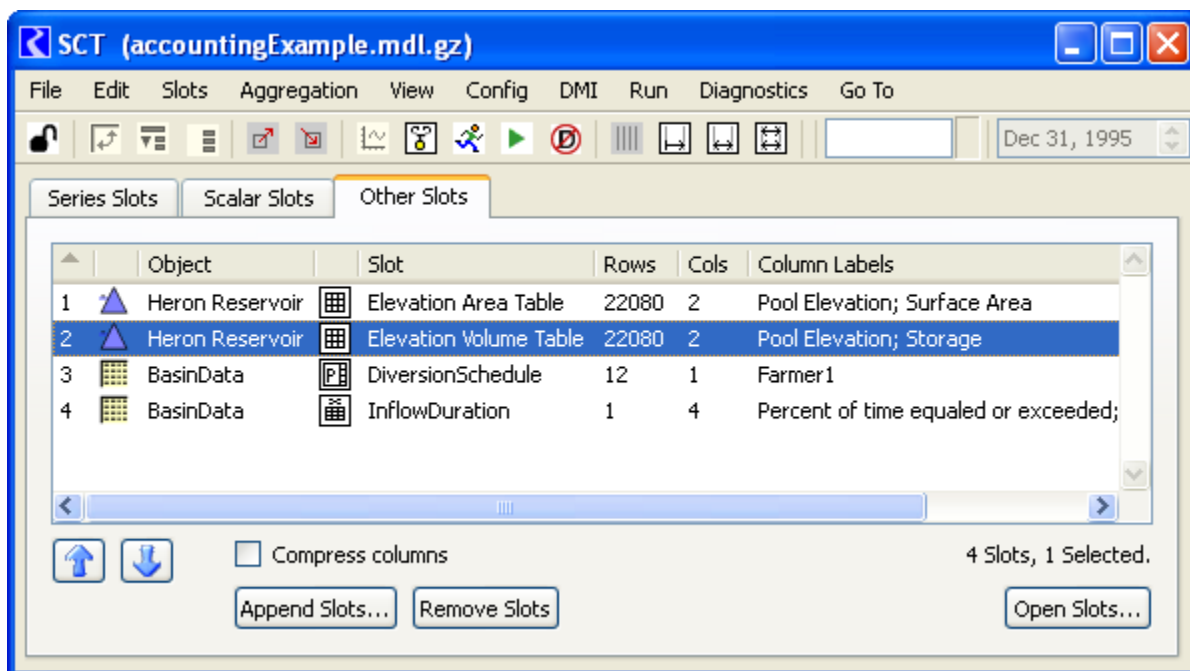 SCT (accountingExample.mdl.gz)
File Edit Slots Aggregation View Config DMI Run Diagnostics Go To
D Dec 31, 1995
Series Slots Scalar Slots Other Slots
Object Slot Rows Cols Column Labels
1 Heron Reservoir Elevation Area Table 22080 2 Pool Elevation; Surface Area
2 Heron Reservoir Elevation Volume Table 22080 2 Pool Elevation; Storage
3 BasinData P DiversionSchedule 12 1 Farmer1
4 BasinData InflowDuration 1 4 Percent of time equaled or exceeded;
Compress columns 4 Slots, 1 Selected.
Append Slots... Remove Slots Open Slots...